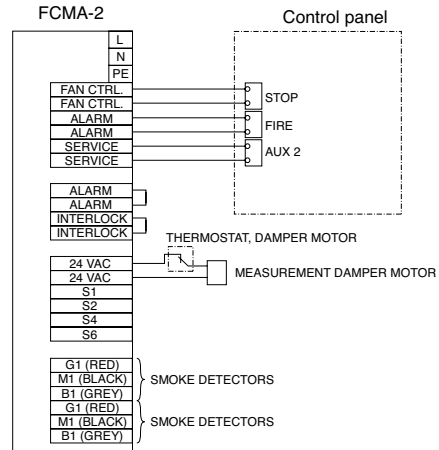 FCMA-2
Control panel
L
N
PE
FAN CTRL.
FAN CTRL.
STOP
ALARM
ALARM
FIRE
SERVICE
SERVICE
AUX 2
ALARM
ALARM
INTERLOCK
INTERLOCK
THERMOSTAT, DAMPER MOTOR
24 VAC
24 VAC
MEASUREMENT DAMPER MOTOR
S1
S2
S4
S6
G1 (RED)
M1 (BLACK)
SMOKE DETECTORS
B1 (GREY)
G1 (RED)
M1 (BLACK)
SMOKE DETECTORS
B1 (GREY)